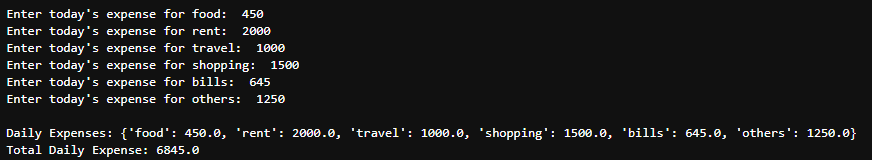 Enter today's expense for food:  450
Enter today's expense for rent:  2000
Enter today's expense for travel:  1000
Enter today's expense for shopping:  1500
Enter today's expense for bills:  645
Enter today's expense for others:  1250
Daily Expenses: {'food': 450.0, 'rent': 2000.0, 'travel': 1000.0, 'shopping': 1500.0, 'bills': 645.0, 'others': 1250.0}
Total Daily Expense: 6845.0